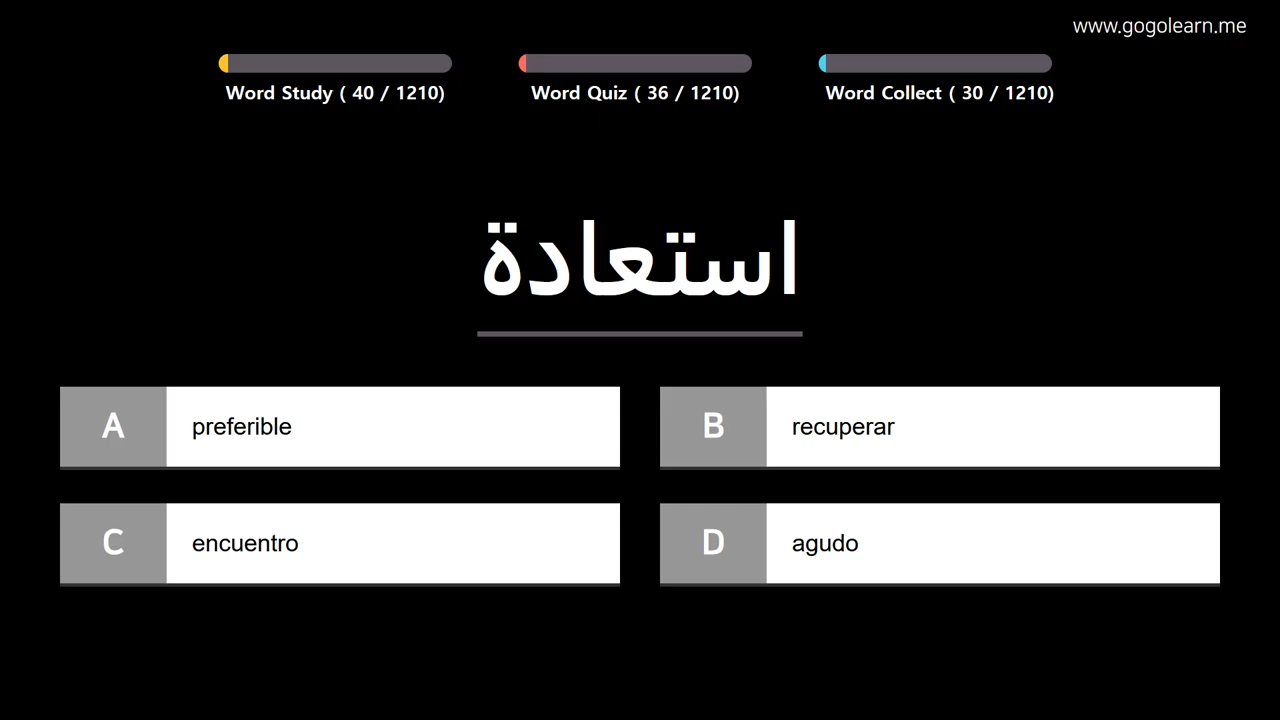 www.gogolearn.me
Word Study ( 40 / 1210)
Word Quiz ( 36 / 1210)
Word Collect ( 30 / 1210)
استعادة
A preferible
B recuperar
C encuentro
D agudo